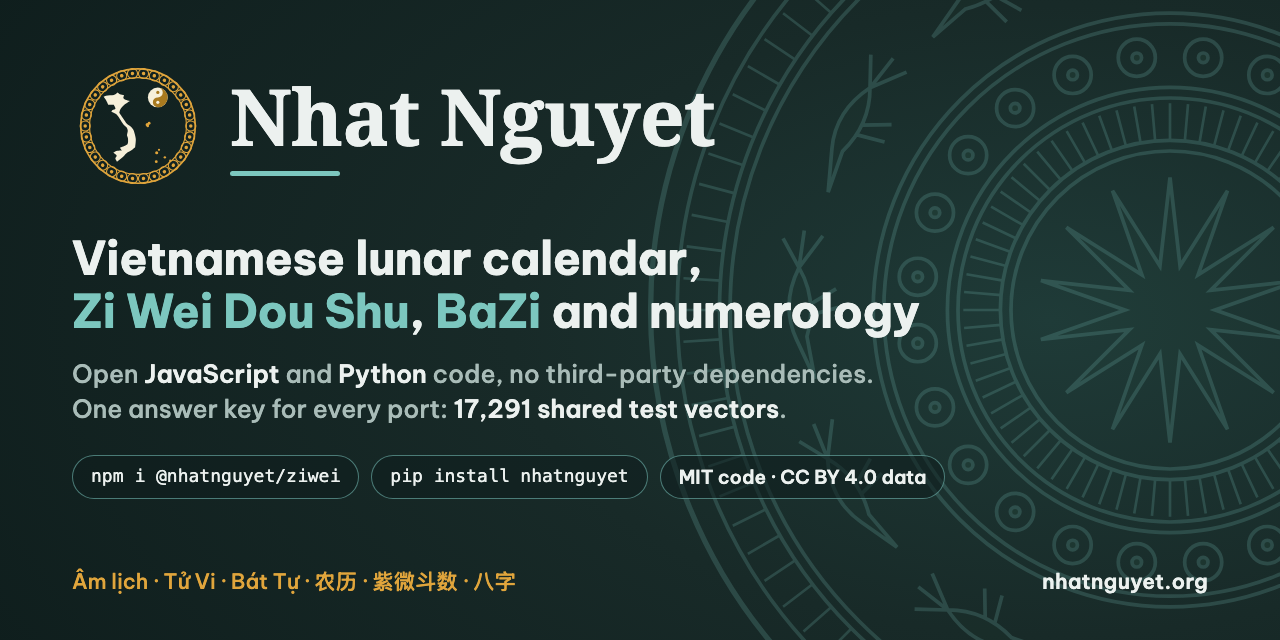 Nhat Nguyet
Vietnamese lunar calendar,
Zi Wei Dou Shu, BaZi and numerology
Open JavaScript and Python code, no third-party dependencies.
One answer key for every port: 17,291 shared test vectors.
npm i @nhatnguyet/ziwei
pip install nhatnguyet
MIT code · CC BY 4.0 data
Âm lịch · Tử Vi · Bát Tự · 农历 · 紫微斗数 · 八字
nhatnguyet.org